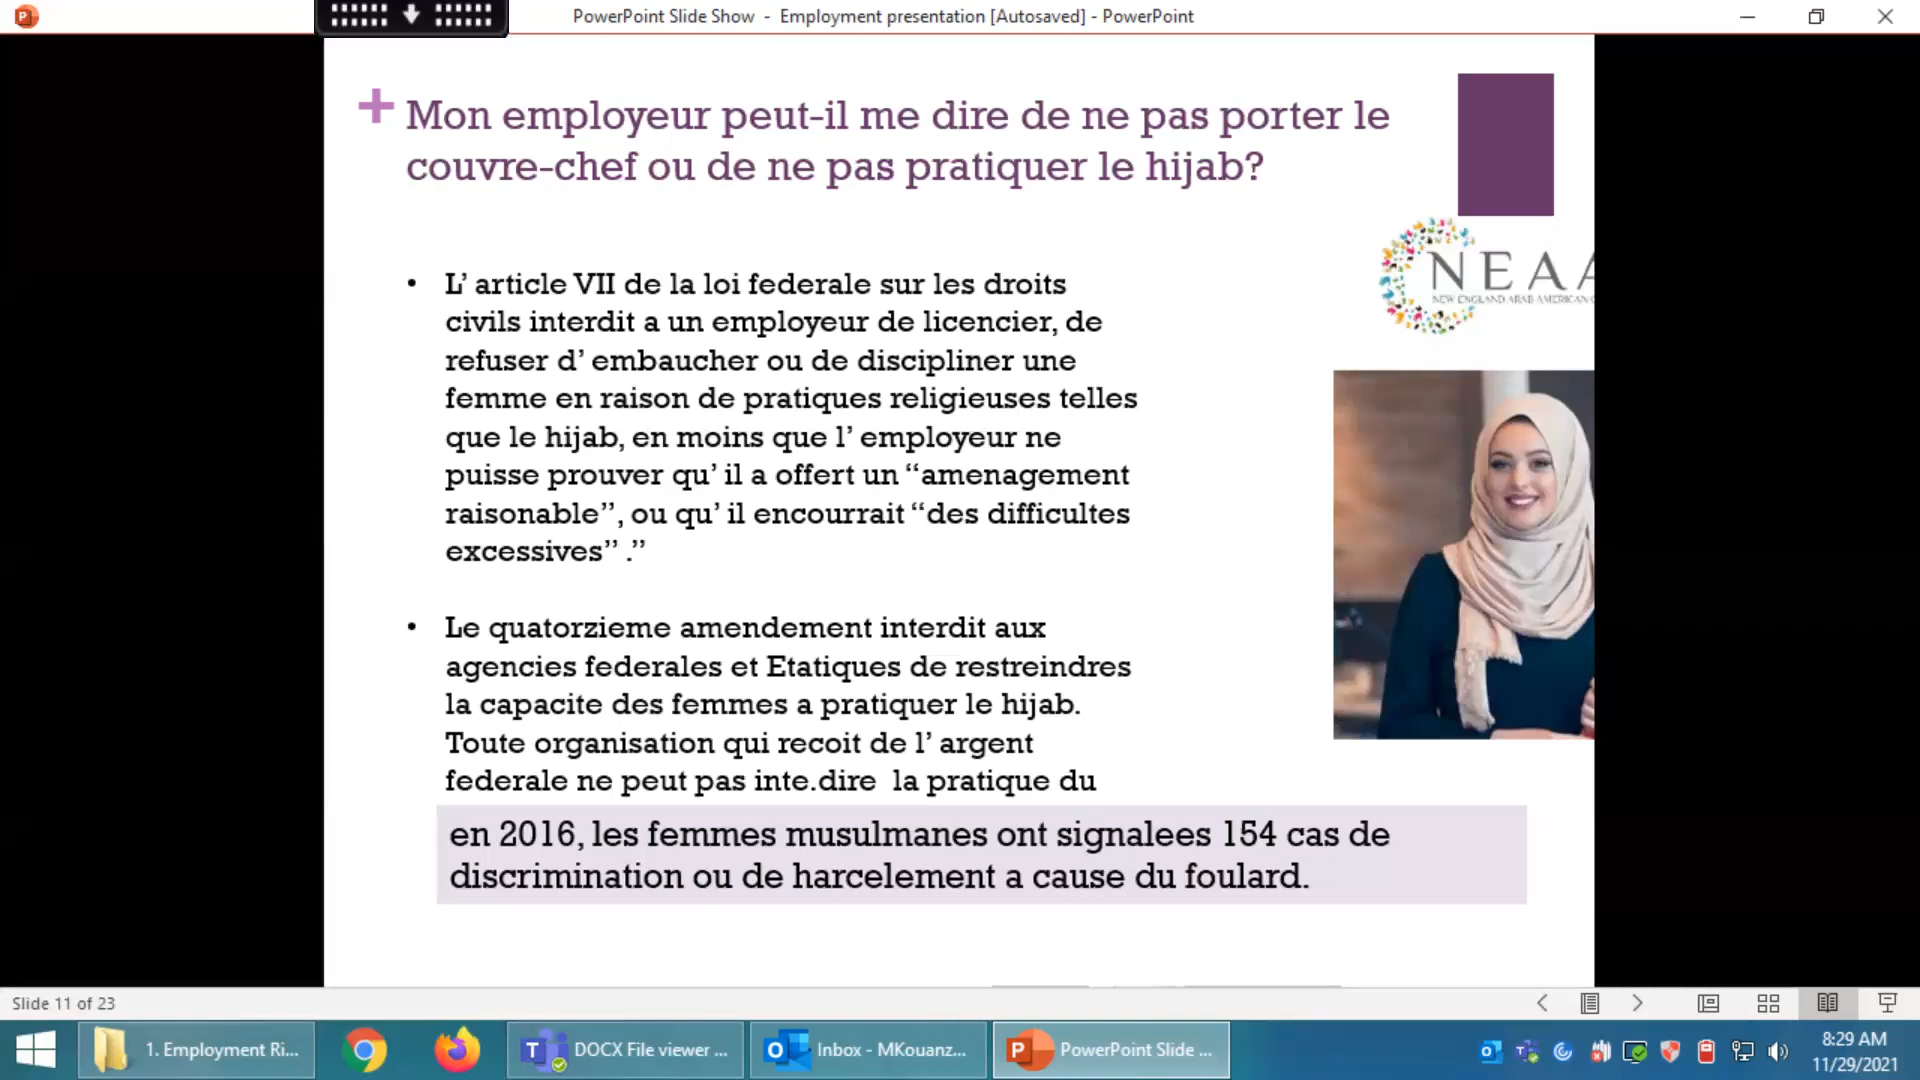 PowerPoint Slide Show - Employment presentation [Autosaved] - PowerPoint
+ Mon employeur peut-il me dire de ne pas porter le
couvre-chef ou de ne pas pratiquer le hijab?
NEAA
NEW ENGLAND ARAB AMERICAN
• L’ article VII de la loi federale sur les droits
civils interdit a un employeur de licencier, de
refuser d’ embaucher ou de discipliner une
femme en raison de pratiques religieuses telles
que le hijab, en moins que l’ employeur ne
puisse prouver qu’ il a offert un “amenagement
raisonable”, ou qu’ il encourrait “des difficultes
excessives” .”
• Le quatorzieme amendement interdit aux
agencies federales et Etatiques de restreindres
la capacite des femmes a pratiquer le hijab.
Toute organisation qui recoit de l’ argent
federale ne peut pas inte.dire la pratique du
en 2016, les femmes musulmanes ont signalees 154 cas de
discrimination ou de harcelement a cause du foulard.
Slide 11 of 23
1. Employment Ri...
DOCX File viewer ...
Inbox - MKouanz...
PowerPoint Slide ...
8:29 AM
11/29/2021